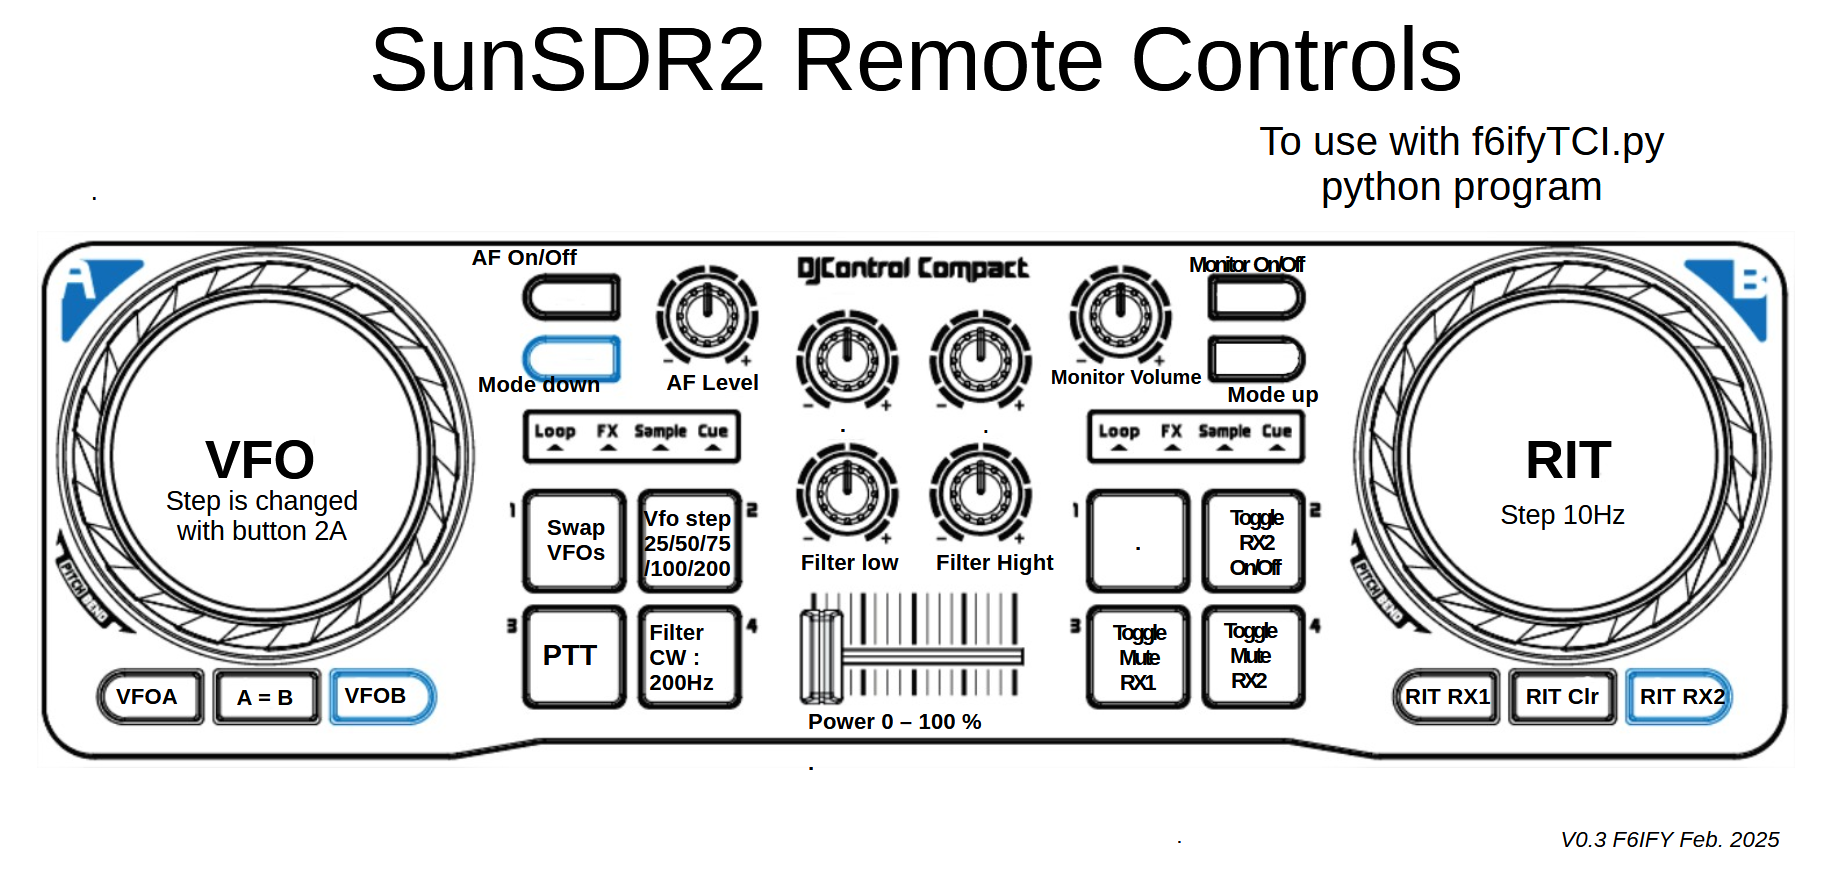 SunSDR2 Remote Controls
To use with f6ifyTCI.py
python program
A
AF On/Off
DJControl Compact
Monitor On/Off
B
Mode down
AF Level
Monitor Volume
Mode up
Loop FX Sample Cue
Loop FX Sample Cue
VFO
Step is changed
with button 2A
RIT
Step 10Hz
1
Swap
VFOs
2
Vfo step
25/50/75
/100/200
Filter low
Filter Hight
1
.
2
Toggle
RX2
On/Off
PITCH BEND
PITCH BEND
3
PTT
4
Filter
CW :
200Hz
3
Toggle
Mute
RX1
4
Toggle
Mute
RX2
VFOA
A = B
VFOB
Power 0 – 100 %
RIT RX1
RIT Clr
RIT RX2
V0.3 F6IFY Feb. 2025